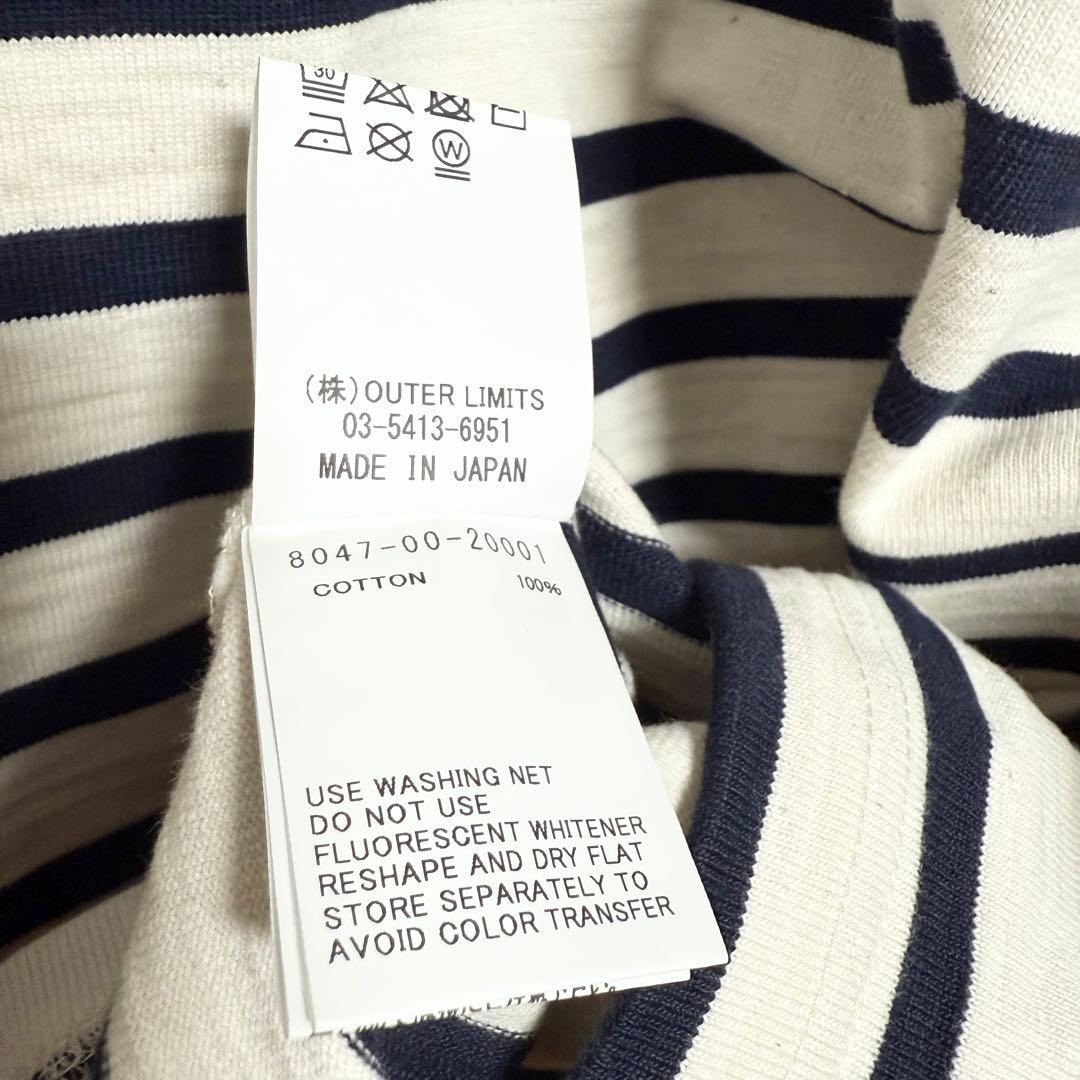 30
W
(株)OUTER LIMITS
03-5413-6951
MADE IN JAPAN
8047-00-20001
COTTON 100%
USE WASHING NET
DO NOT USE
FLUORESCENT WHITENER
RESHAPE AND DRY FLAT
STORE SEPARATELY TO
AVOID COLOR TRANSFER